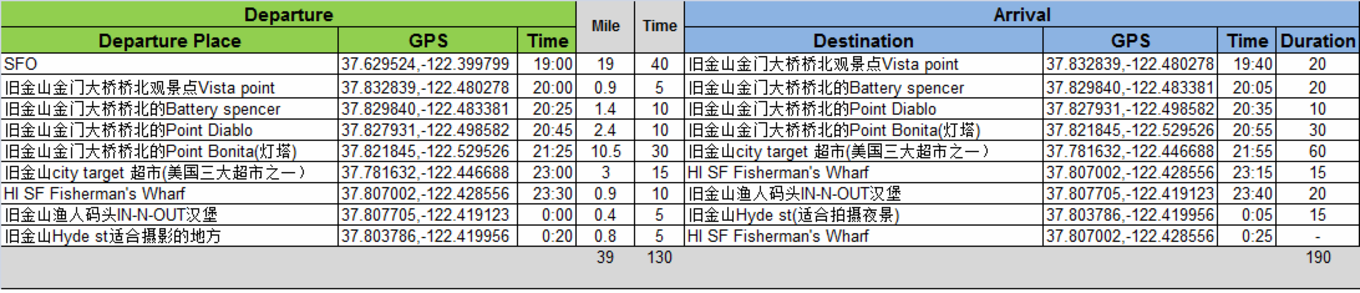 Departure Mile Time Arrival
Departure Place GPS Time Destination GPS Time Duration
SFO 37.629524,-122.399799 19:00 19 40 旧金山金门大桥桥北观景点Vista point 37.832839,-122.480278 19:40 20
旧金山金门大桥桥北观景点Vista point 37.832839,-122.480278 20:00 0.9 5 旧金山金门大桥桥北的Battery spencer 37.829840,-122.483381 20:05 20
旧金山金门大桥桥北的Battery spencer 37.829840,-122.483381 20:25 1.4 10 旧金山金门大桥桥北的Point Diablo 37.827931,-122.498582 20:35 10
旧金山金门大桥桥北的Point Diablo 37.827931,-122.498582 20:45 2.4 10 旧金山金门大桥桥北的Point Bonita(灯塔) 37.821845,-122.529526 20:55 30
旧金山金门大桥桥北的Point Bonita(灯塔) 37.821845,-122.529526 21:25 10.5 30 旧金山city target 超市(美国三大超市之一） 37.781632,-122.446688 21:55 60
旧金山city target 超市(美国三大超市之一） 37.781632,-122.446688 23:00 3 15 HI SF Fisherman's Wharf 37.807002,-122.428556 23:15 15
HI SF Fisherman's Wharf 37.807002,-122.428556 23:30 0.9 10 旧金山渔人码头IN-N-OUT汉堡 37.807705,-122.419123 23:40 20
旧金山渔人码头IN-N-OUT汉堡 37.807705,-122.419123 0:00 0.4 5 旧金山Hyde st(适合拍摄夜景) 37.803786,-122.419956 0:05 15
旧金山Hyde st适合摄影的地方 37.803786,-122.419956 0:20 0.8 5 HI SF Fisherman's Wharf 37.807002,-122.428556 0:25 -
39 130 190